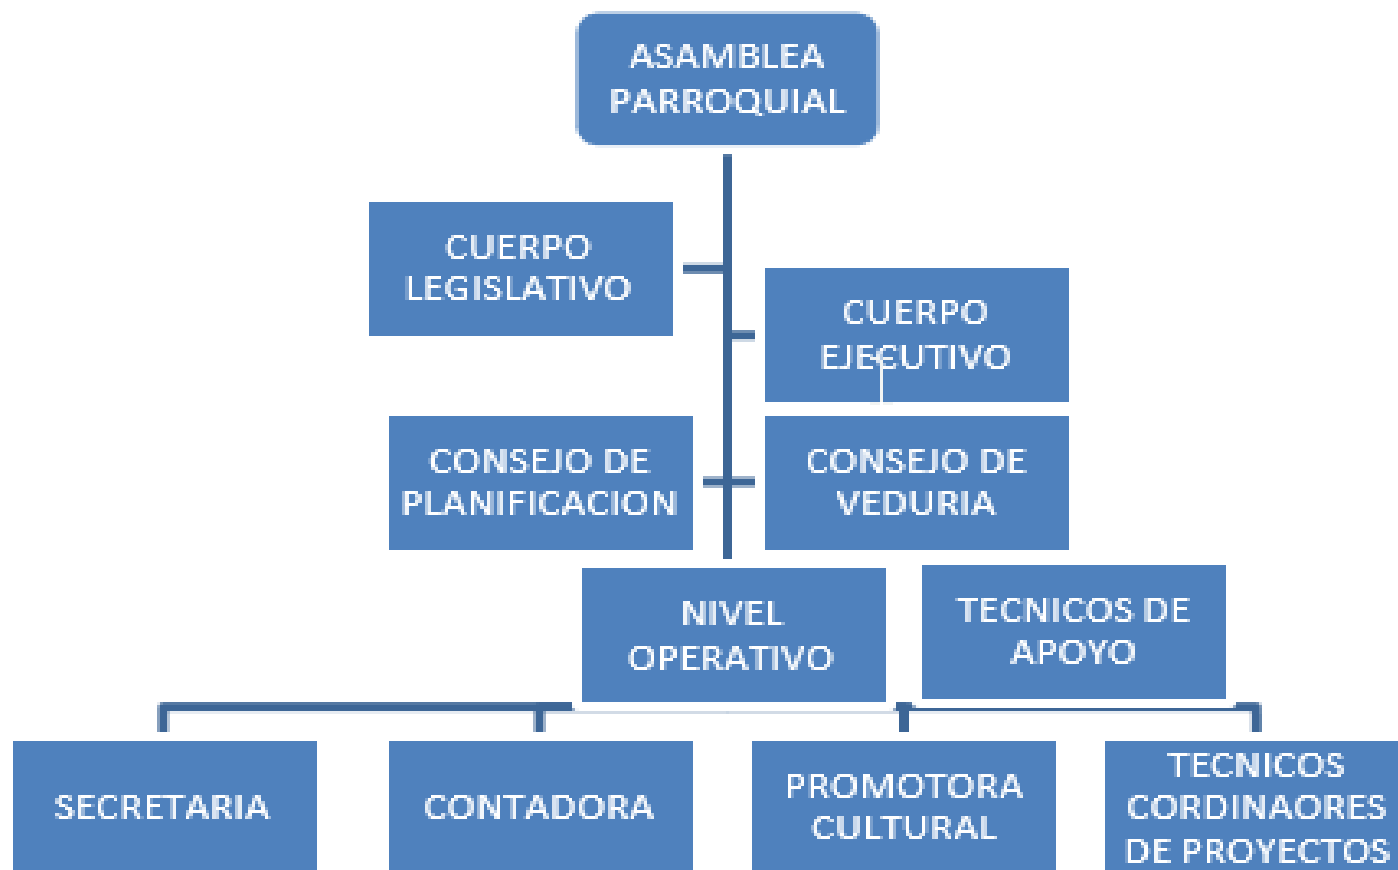 ASAMBLEA
PARROQUIAL
CUERPO
LEGISLATIVO
CUERPO
EJECUTIVO
CONSEJO DE
PLANIFICACION
CONSEJO DE
VEDURIA
NIVEL
OPERATIVO
TECNICOS DE
APOYO
SECRETARIA
CONTADORA
PROMOTORA
CULTURAL
TECNICOS
CORDINAORES
DE PROYECTOS